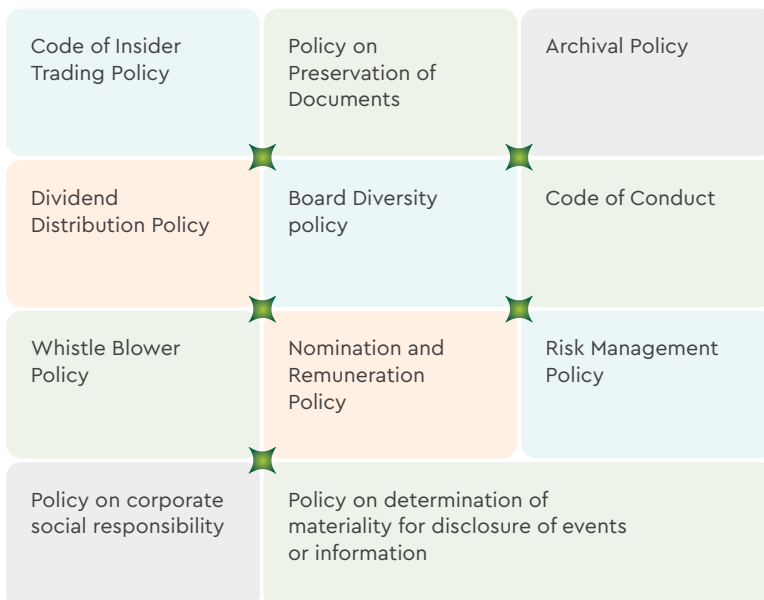 Code of Insider
Trading Policy
Policy on
Preservation of
Documents
Archival Policy
Dividend
Distribution Policy
Board Diversity
policy
Code of Conduct
Whistle Blower
Policy
Nomination and
Remuneration
Policy
Risk Management
Policy
Policy on corporate
social responsibility
Policy on determination of
materiality for disclosure of events
or information